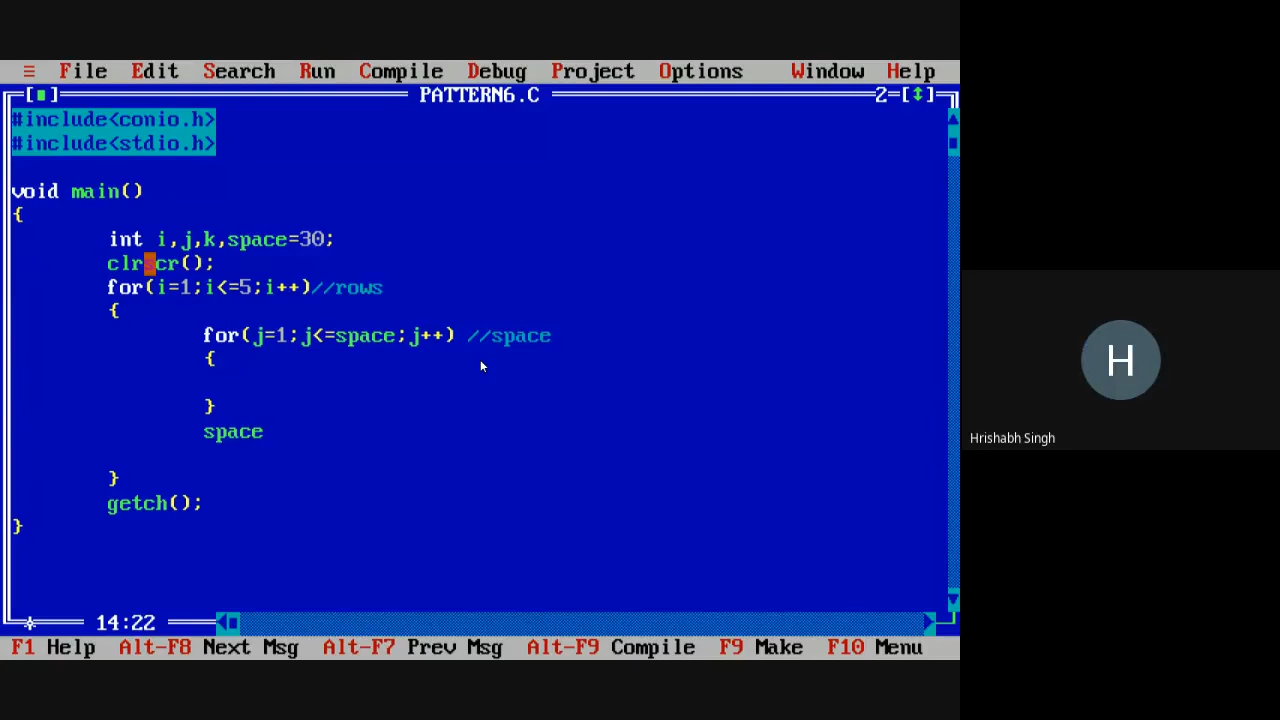 ≡ File Edit Search Run Compile Debug Project Options Window Help
[■] PATTERN6.C 2=[↕]
#include<conio.h>
#include<stdio.h>
void main()
{
int i,j,k,space=30;
clrscr();
for(i=1;i<=5;i++)//rows
{
for(j=1;j<=space;j++) //space
{
}
space
}
getch();
}
14:22
F1 Help Alt-F8 Next Msg Alt-F7 Prev Msg Alt-F9 Compile F9 Make F10 Menu
H
Hrishabh Singh